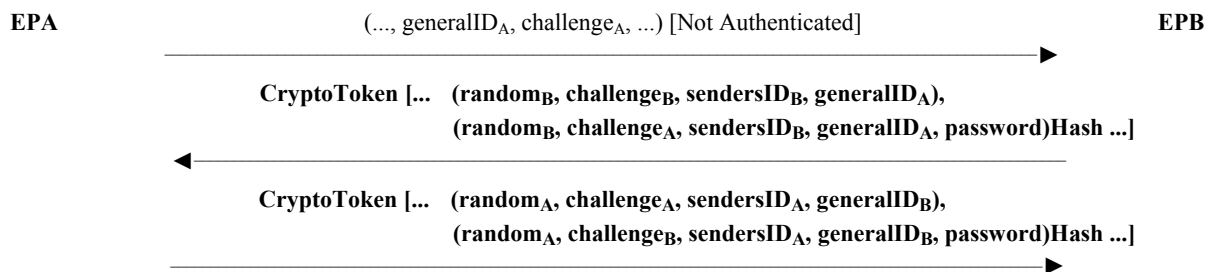 EPA (..., generalIDA, challengeA, ...) [Not Authenticated] EPB
CryptoToken [... (randomB, challengeB, sendersIDB, generalIDA),
(randomB, challengeA, sendersIDB, generalIDA, password)Hash ...]
CryptoToken [... (randomA, challengeA, sendersIDA, generalIDB),
(randomA, challengeB, sendersIDA, generalIDB, password)Hash ...]